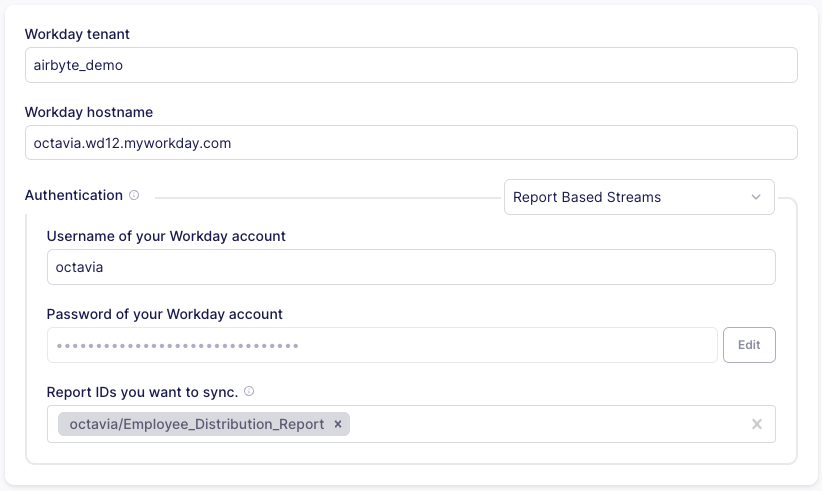 Workday tenant
airbyte_demo
Workday hostname
octavia.wd12.myworkday.com
Authentication
Report Based Streams
Username of your Workday account
octavia
Password of your Workday account
•••••••••••••••••••••••••••••••
Edit
Report IDs you want to sync.
octavia/Employee_Distribution_Report ×